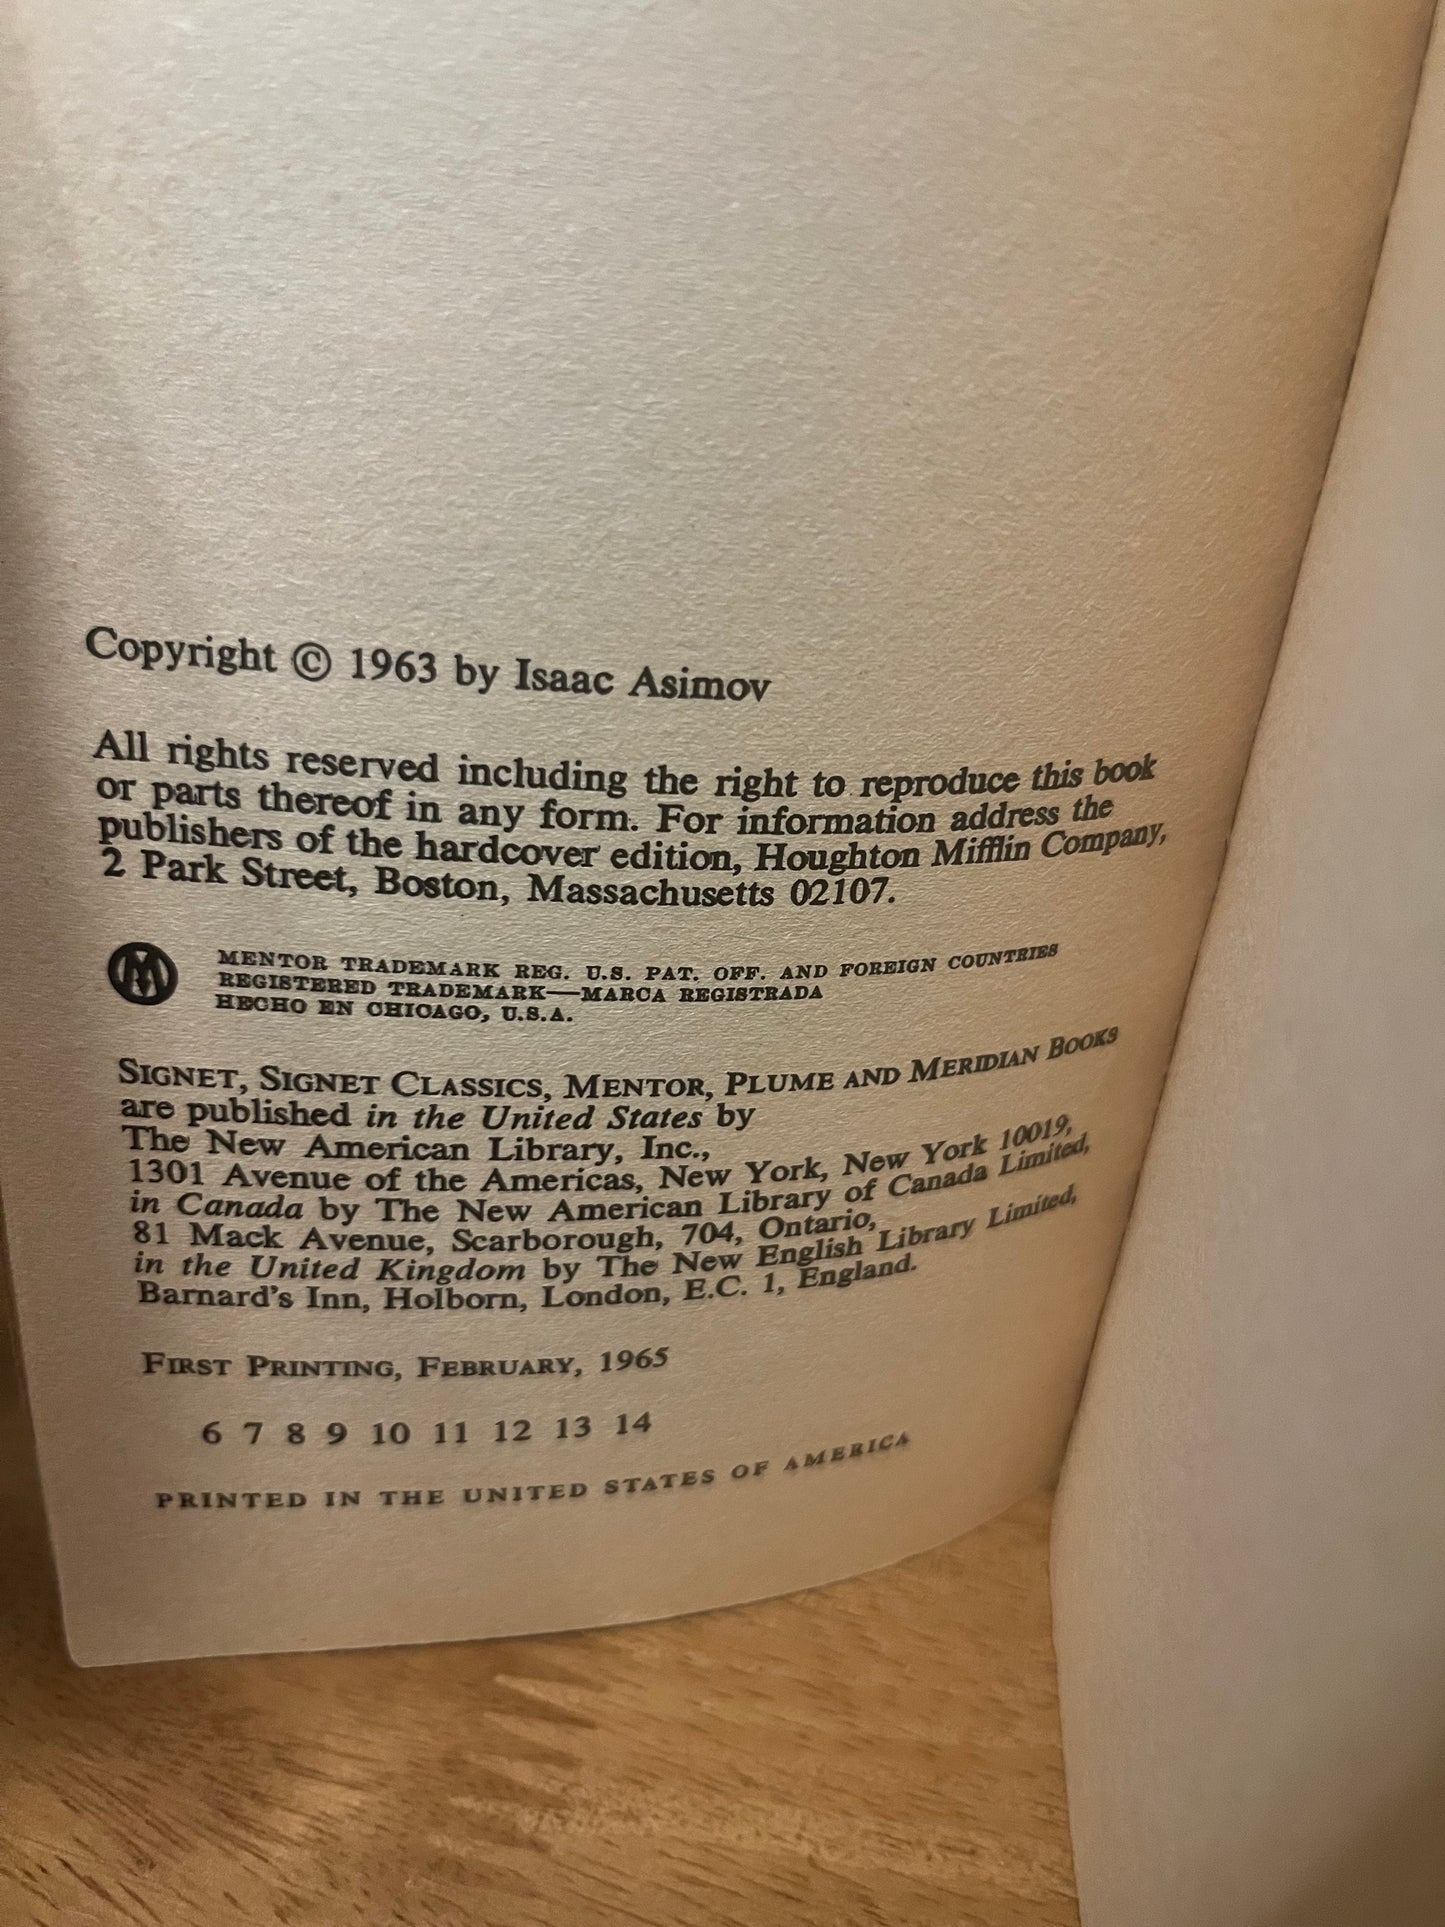 Copyright © 1963 by Isaac Asimov
All rights reserved including the right to reproduce this book
or parts thereof in any form. For information address the
publishers of the hardcover edition, Houghton Mifflin Company,
2 Park Street, Boston, Massachusetts 02107.
M
MENTOR TRADEMARK REG. U.S. PAT. OFF. AND FOREIGN COUNTRIES
REGISTERED TRADEMARK—MARCA REGISTRADA
HECHO EN CHICAGO, U.S.A.
SIGNET, SIGNET CLASSICS, MENTOR, PLUME AND MERIDIAN BOOKS
are published in the United States by
The New American Library, Inc.,
1301 Avenue of the Americas, New York, New York 10019,
in Canada by The New American Library of Canada Limited,
81 Mack Avenue, Scarborough, 704, Ontario,
in the United Kingdom by The New English Library Limited,
Barnard's Inn, Holborn, London, E.C. 1, England.
FIRST PRINTING, FEBRUARY, 1965
6 7 8 9 10 11 12 13 14
PRINTED IN THE UNITED STATES OF AMERICA